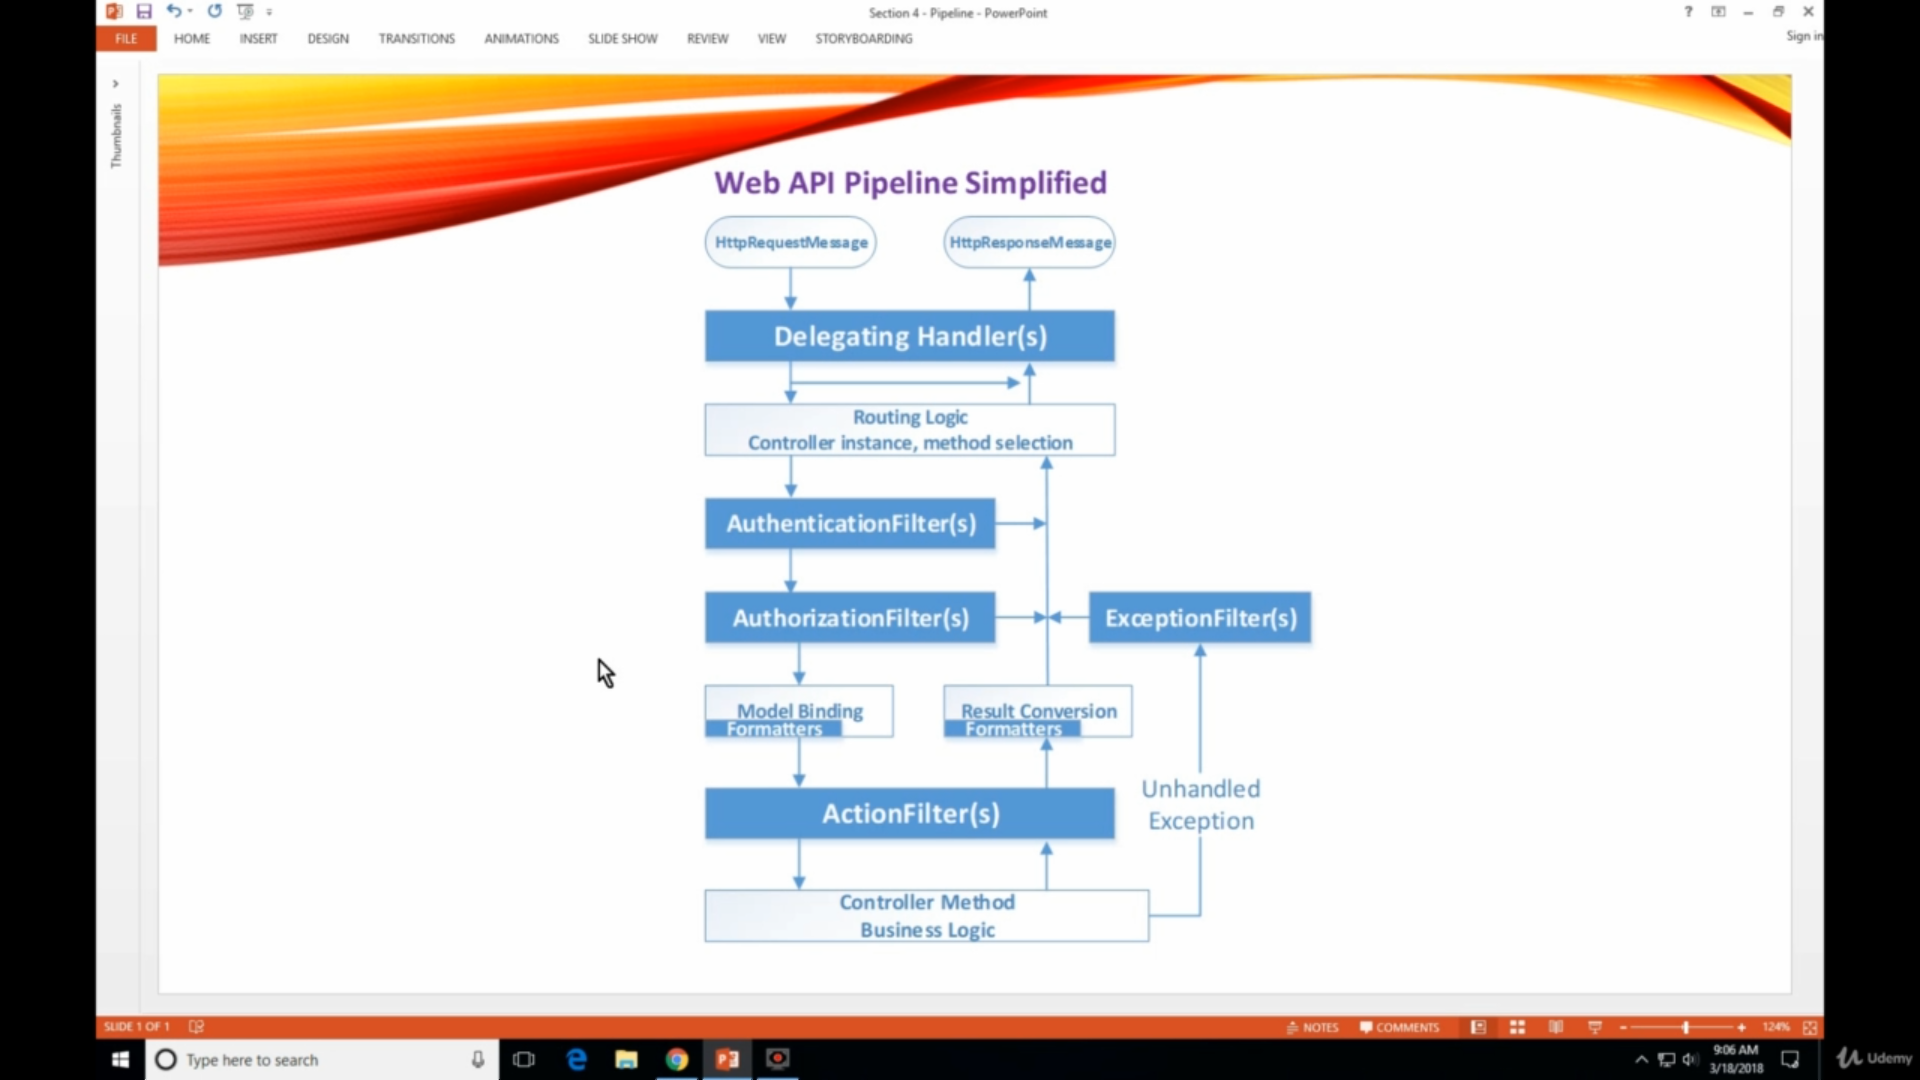 Section 4 - Pipeline - PowerPoint
?
FILE
HOME
INSERT
DESIGN
TRANSITIONS
ANIMATIONS
SLIDE SHOW
REVIEW
VIEW
STORYBOARDING
Sign in
Thumbnails
Web API Pipeline Simplified
HttpRequestMessage
HttpResponseMessage
Delegating Handler(s)
Routing Logic
Controller instance, method selection
AuthenticationFilter(s)
AuthorizationFilter(s)
ExceptionFilter(s)
Model Binding
Formatters
Result Conversion
Formatters
ActionFilter(s)
Unhandled
Exception
Controller Method
Business Logic
SLIDE 1 OF 1
NOTES
COMMENTS
124%
Type here to search
9:06 AM
3/18/2018
Udemy